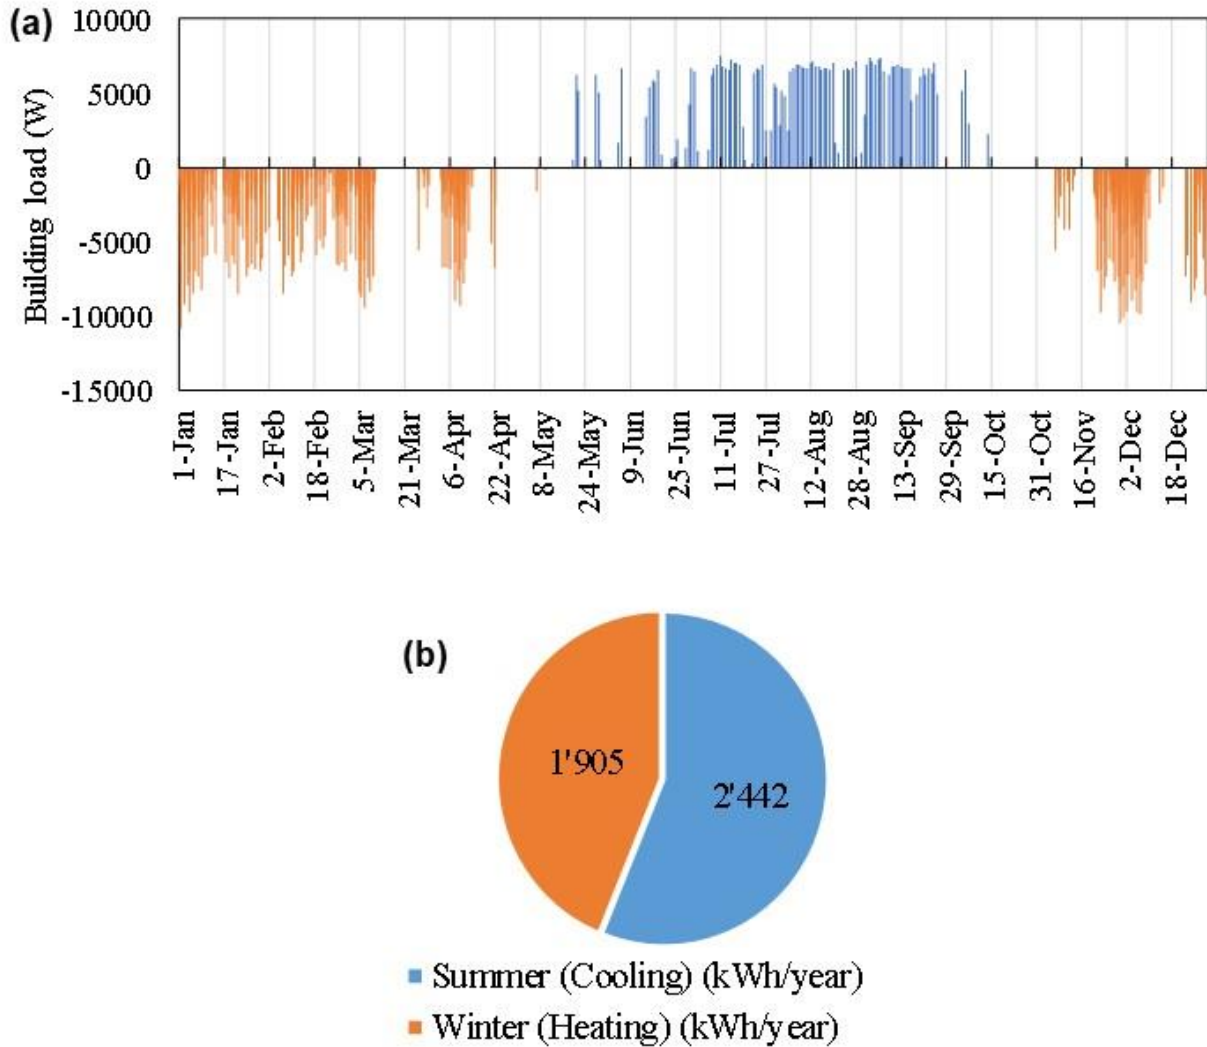 (a)
Building load (W)
10000
5000
0
-5000
-10000
-15000
1-Jan
17-Jan
2-Feb
18-Feb
5-Mar
21-Mar
6-Apr
22-Apr
8-May
24-May
9-Jun
25-Jun
11-Jul
27-Jul
12-Aug
28-Aug
13-Sep
29-Sep
15-Oct
31-Oct
16-Nov
2-Dec
18-Dec
(b)
1'905
2'442
Summer (Cooling) (kWh/year)
Winter (Heating) (kWh/year)